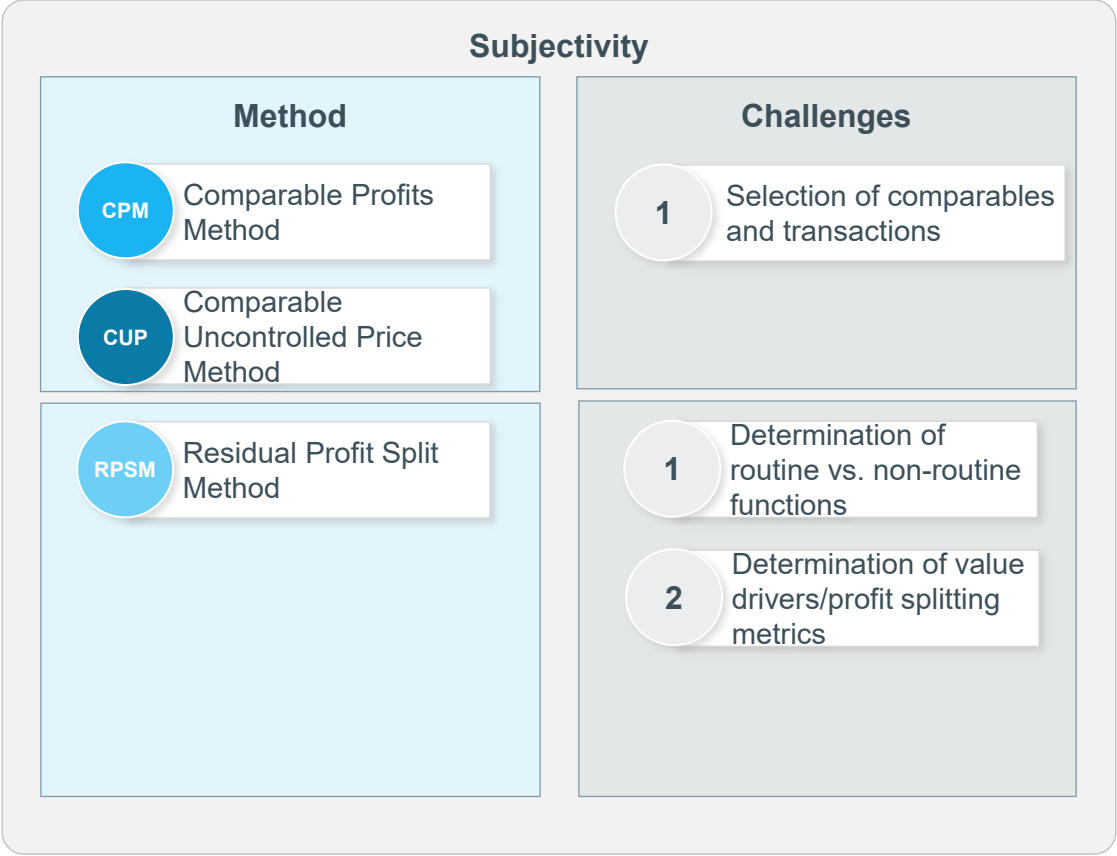 Subjectivity
Method
CPM
Comparable Profits
Method
CUP
Comparable
Uncontrolled Price
Method
Challenges
1
Selection of comparables
and transactions
RPSM
Residual Profit Split
Method
1
Determination of
routine vs. non-routine
functions
2
Determination of value
drivers/profit splitting
metrics